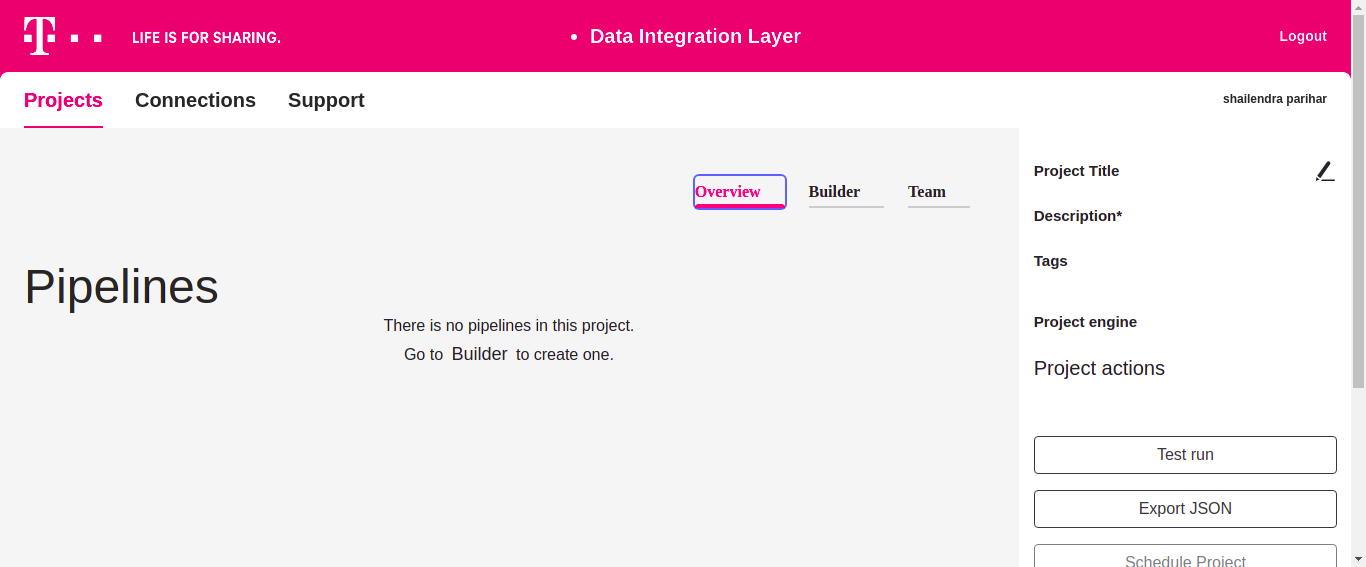 T
LIFE IS FOR SHARING.
• Data Integration Layer
Logout
Projects
Connections
Support
shailendra parihar
Overview
Builder
Team
Project Title
Description*
Tags
Pipelines
There is no pipelines in this project.
Go to Builder to create one.
Project engine
Project actions
Test run
Export JSON
Schedule Project